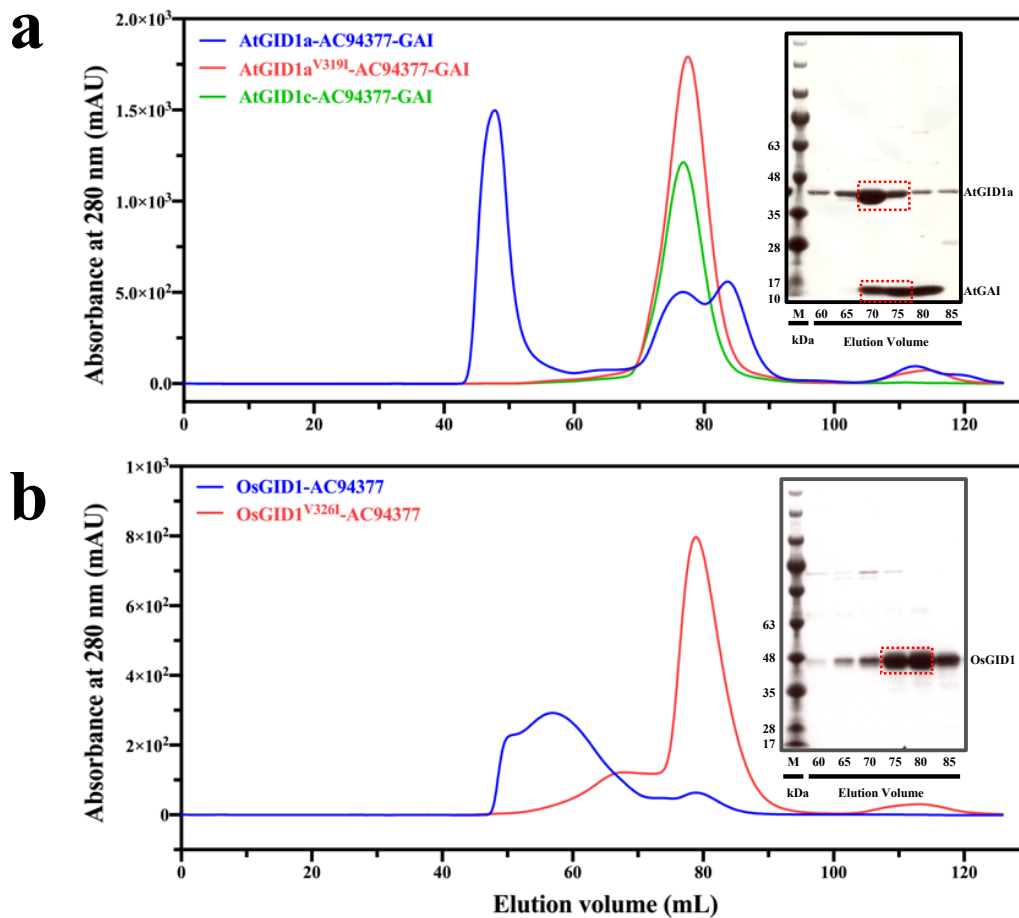 a
2.0×10³
1.5×10³
1.0×10³
5.0×10²
0.0
Absorbance at 280 nm (mAU)
AtGID1a-AC94377-GAI
AtGID1aV319I-AC94377-GAI
AtGID1c-AC94377-GAI
63
48
35
28
17
10
AtGID1a
AtGAI
M 60 65 70 75 80 85
kDa Elution Volume
0 20 40 60 80 100 120
b
1×10³
8×10²
6×10²
4×10²
2×10²
0
Absorbance at 280 nm (mAU)
OsGID1-AC94377
OsGID1V326I-AC94377
63
48
35
28
17
OsGID1
M 60 65 70 75 80 85
kDa Elution Volume
0 20 40 60 80 100 120
Elution volume (mL)